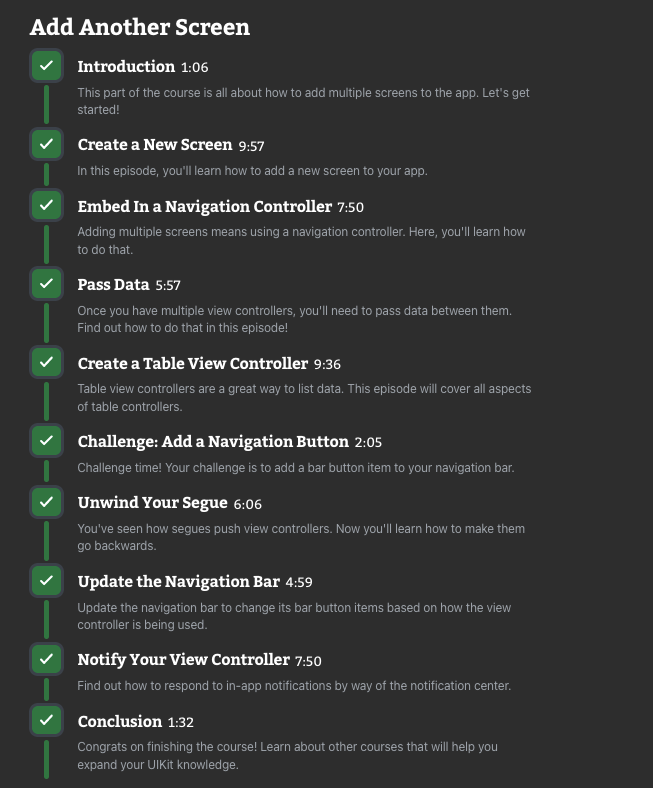 Add Another Screen
Introduction 1:06
This part of the course is all about how to add multiple screens to the app. Let's get
started!
Create a New Screen 9:57
In this episode, you'll learn how to add a new screen to your app.
Embed In a Navigation Controller 7:50
Adding multiple screens means using a navigation controller. Here, you'll learn how
to do that.
Pass Data 5:57
Once you have multiple view controllers, you'll need to pass data between them.
Find out how to do that in this episode!
Create a Table View Controller 9:36
Table view controllers are a great way to list data. This episode will cover all aspects
of table controllers.
Challenge: Add a Navigation Button 2:05
Challenge time! Your challenge is to add a bar button item to your navigation bar.
Unwind Your Segue 6:06
You've seen how segues push view controllers. Now you'll learn how to make them
go backwards.
Update the Navigation Bar 4:59
Update the navigation bar to change its bar button items based on how the view
controller is being used.
Notify Your View Controller 7:50
Find out how to respond to in-app notifications by way of the notification center.
Conclusion 1:32
Congrats on finishing the course! Learn about other courses that will help you
expand your UIKit knowledge.